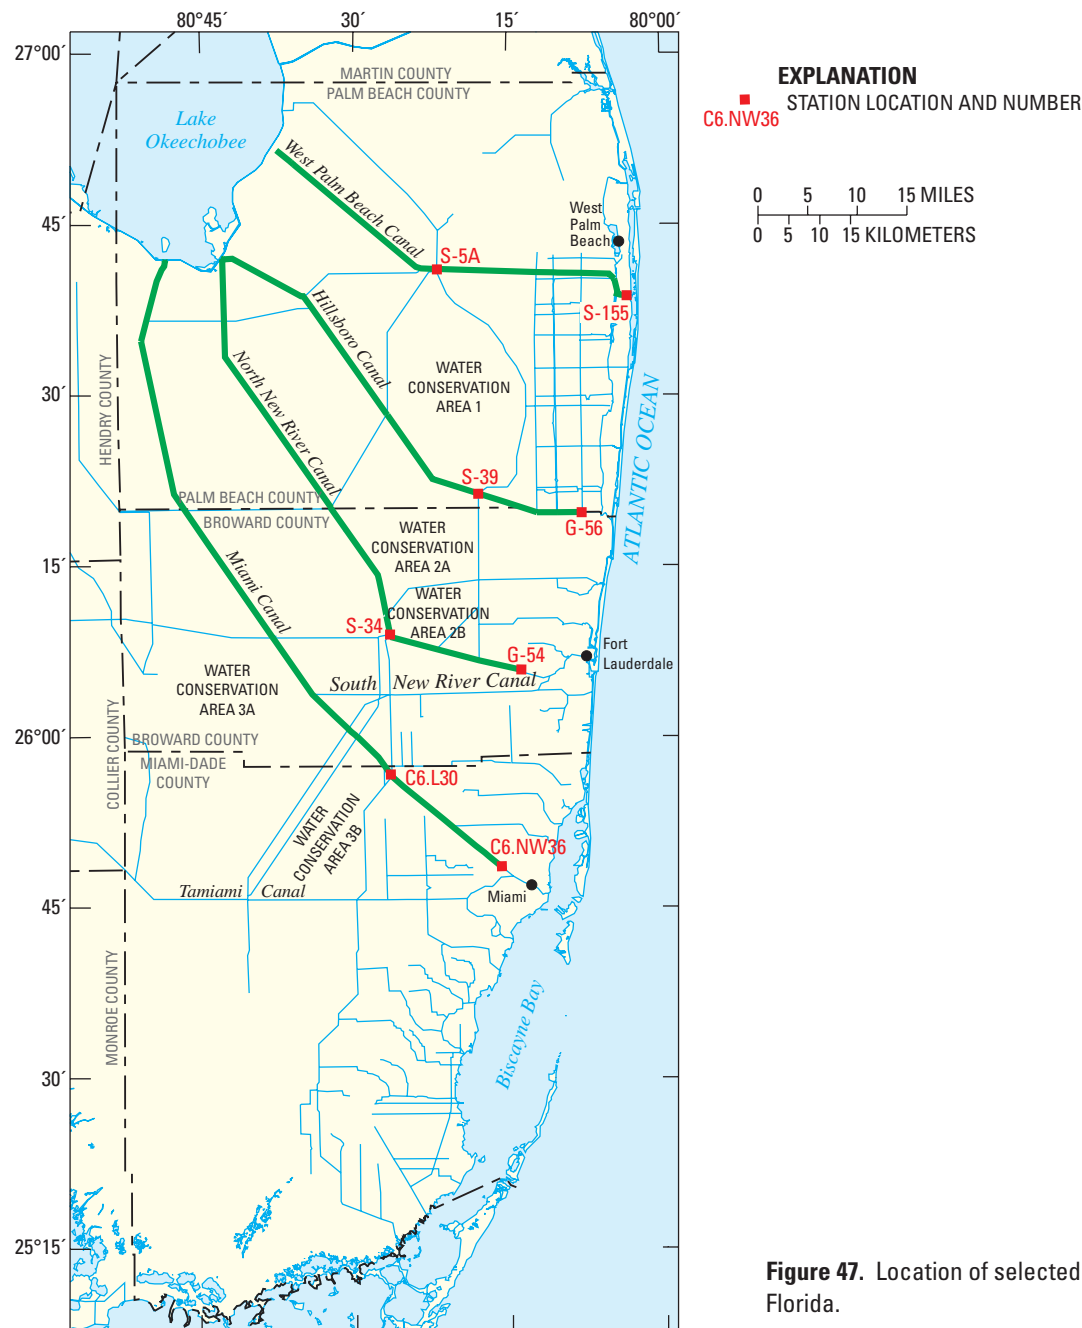 80°45´
30´
15´
80°00´
27°00´
MARTIN COUNTY
PALM BEACH COUNTY
Lake
Okeechobee
West Palm Beach Canal
West
Palm
Beach
45´
S-5A
S-155
Hillsboro Canal
North New River Canal
WATER
CONSERVATION
AREA 1
30´
HENDRY COUNTY
ATLANTIC OCEAN
S-39
PALM BEACH COUNTY
BROWARD COUNTY
G-56
WATER
CONSERVATION
AREA 2A
15´
Miami Canal
WATER
CONSERVATION
AREA 2B
S-34
G-54
Fort
Lauderdale
WATER
CONSERVATION
AREA 3A
South New River Canal
26°00´
COLLIER COUNTY
BROWARD COUNTY
MIAMI-DADE
COUNTY
C6.L30
WATER
CONSERVATION
AREA 3B
C6.NW36
Tamiami Canal
Miami
45´
MONROE COUNTY
Biscayne Bay
30´
25°15´
EXPLANATION
C6.NW36
STATION LOCATION AND NUMBER
0 5 10 15 MILES
0 5 10 15 KILOMETERS
Figure 47. Location of selected
Florida.